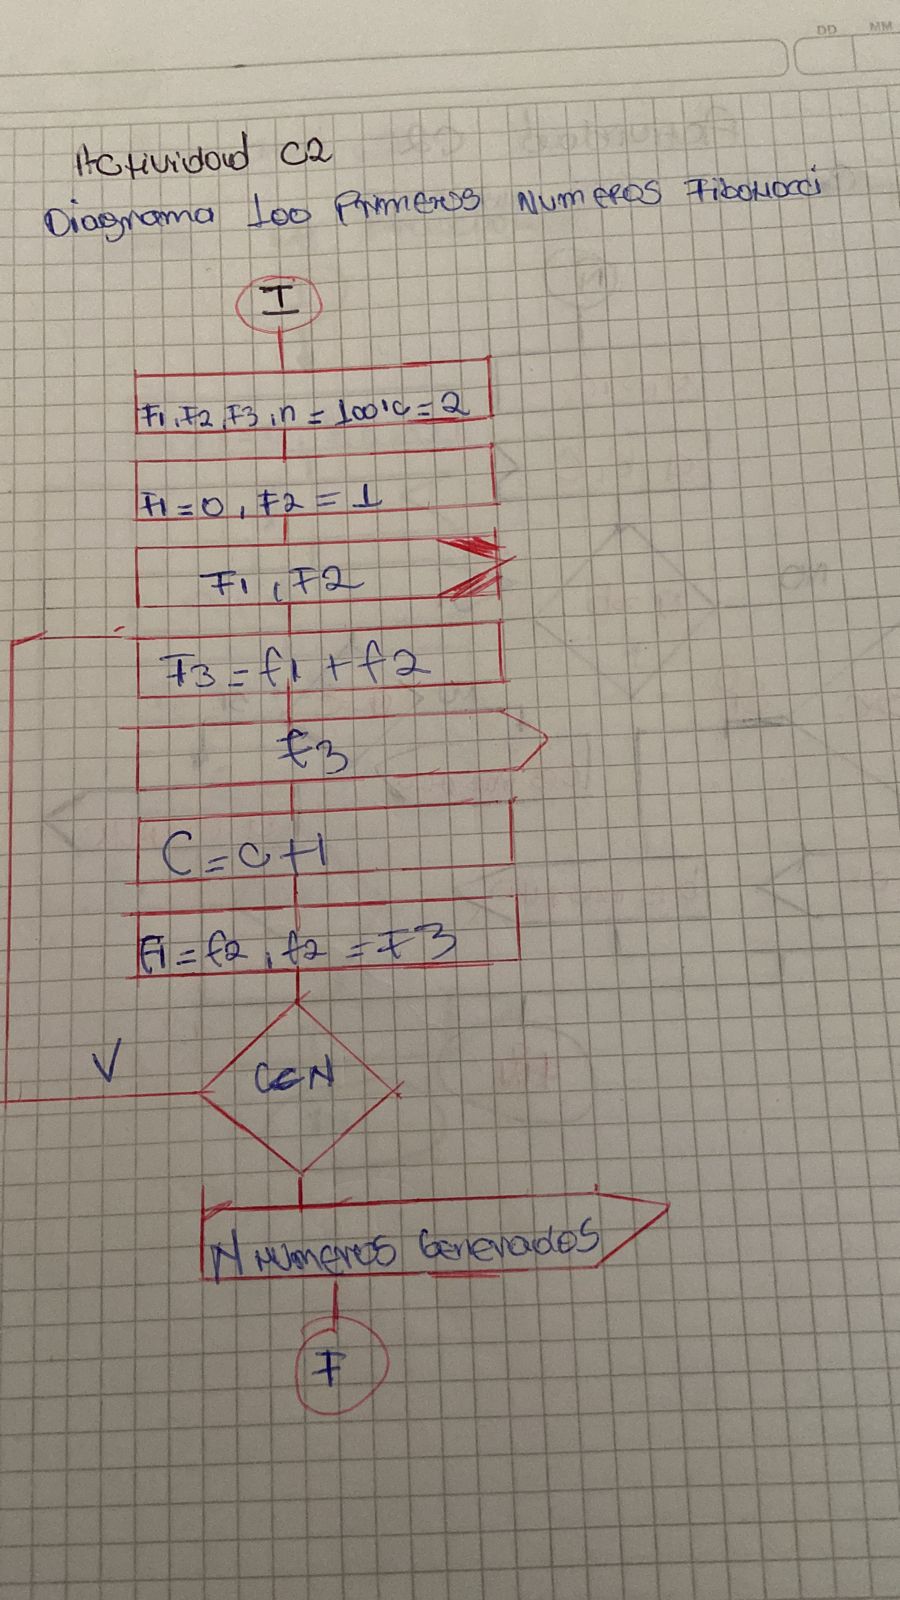 DD MM
Actividad C2
Diagrama 100 Primeros Numeros Fibonacci
I
F1, F2, F3, n = 100, c = 2
F1 = 0, F2 = 1
F1, F2
F3 = f1 + f2
f3
C = c + 1
F1 = f2, f2 = F3
V
C < N
N numeros Generados
F